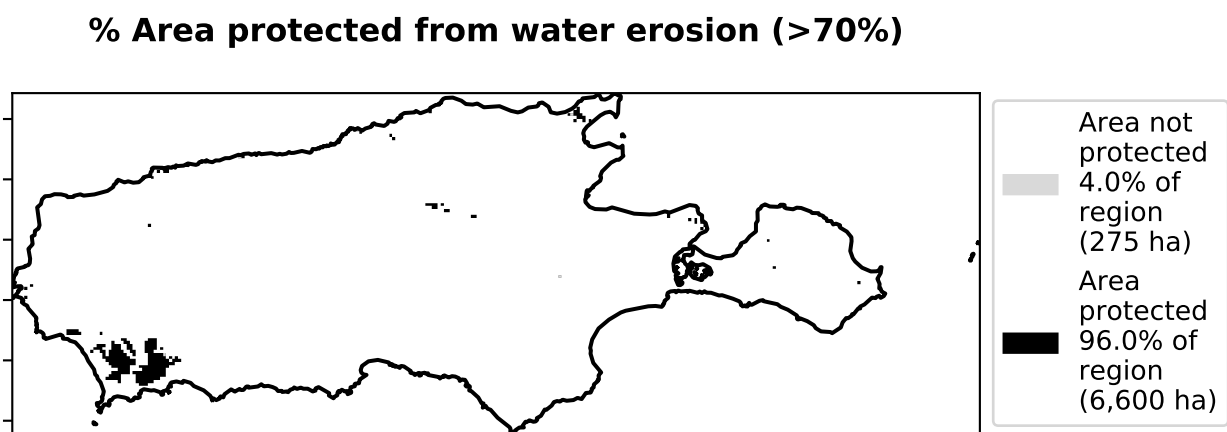 % Area protected from water erosion (>70%)
Area not
protected
4.0% of
region
(275 ha)
Area
protected
96.0% of
region
(6,600 ha)